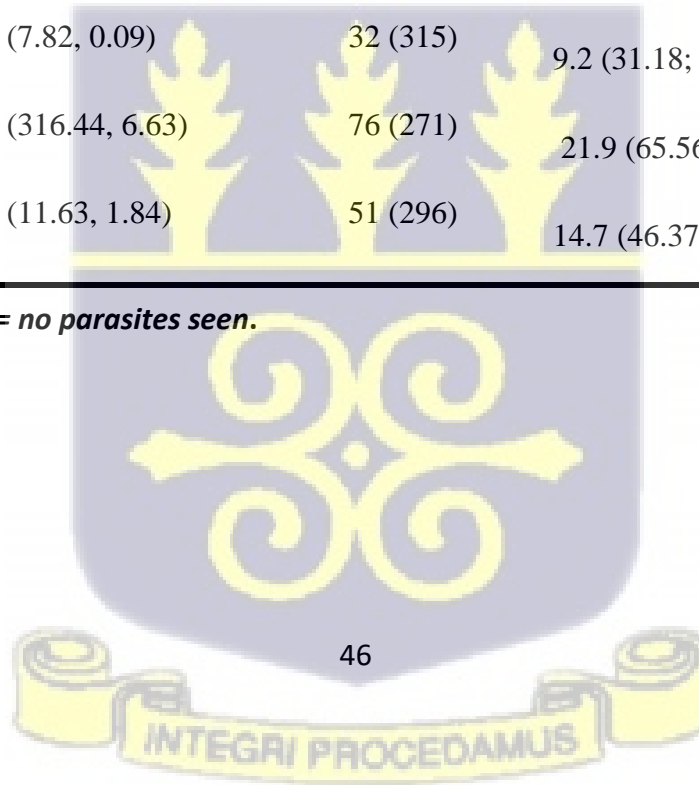 (7.82, 0.09) 32 (315) 9.2 (31.18;
(316.44, 6.63) 76 (271) 21.9 (65.56
(11.63, 1.84) 51 (296) 14.7 (46.37
= no parasites seen.
46
INTEGRI PROCEDAMUS